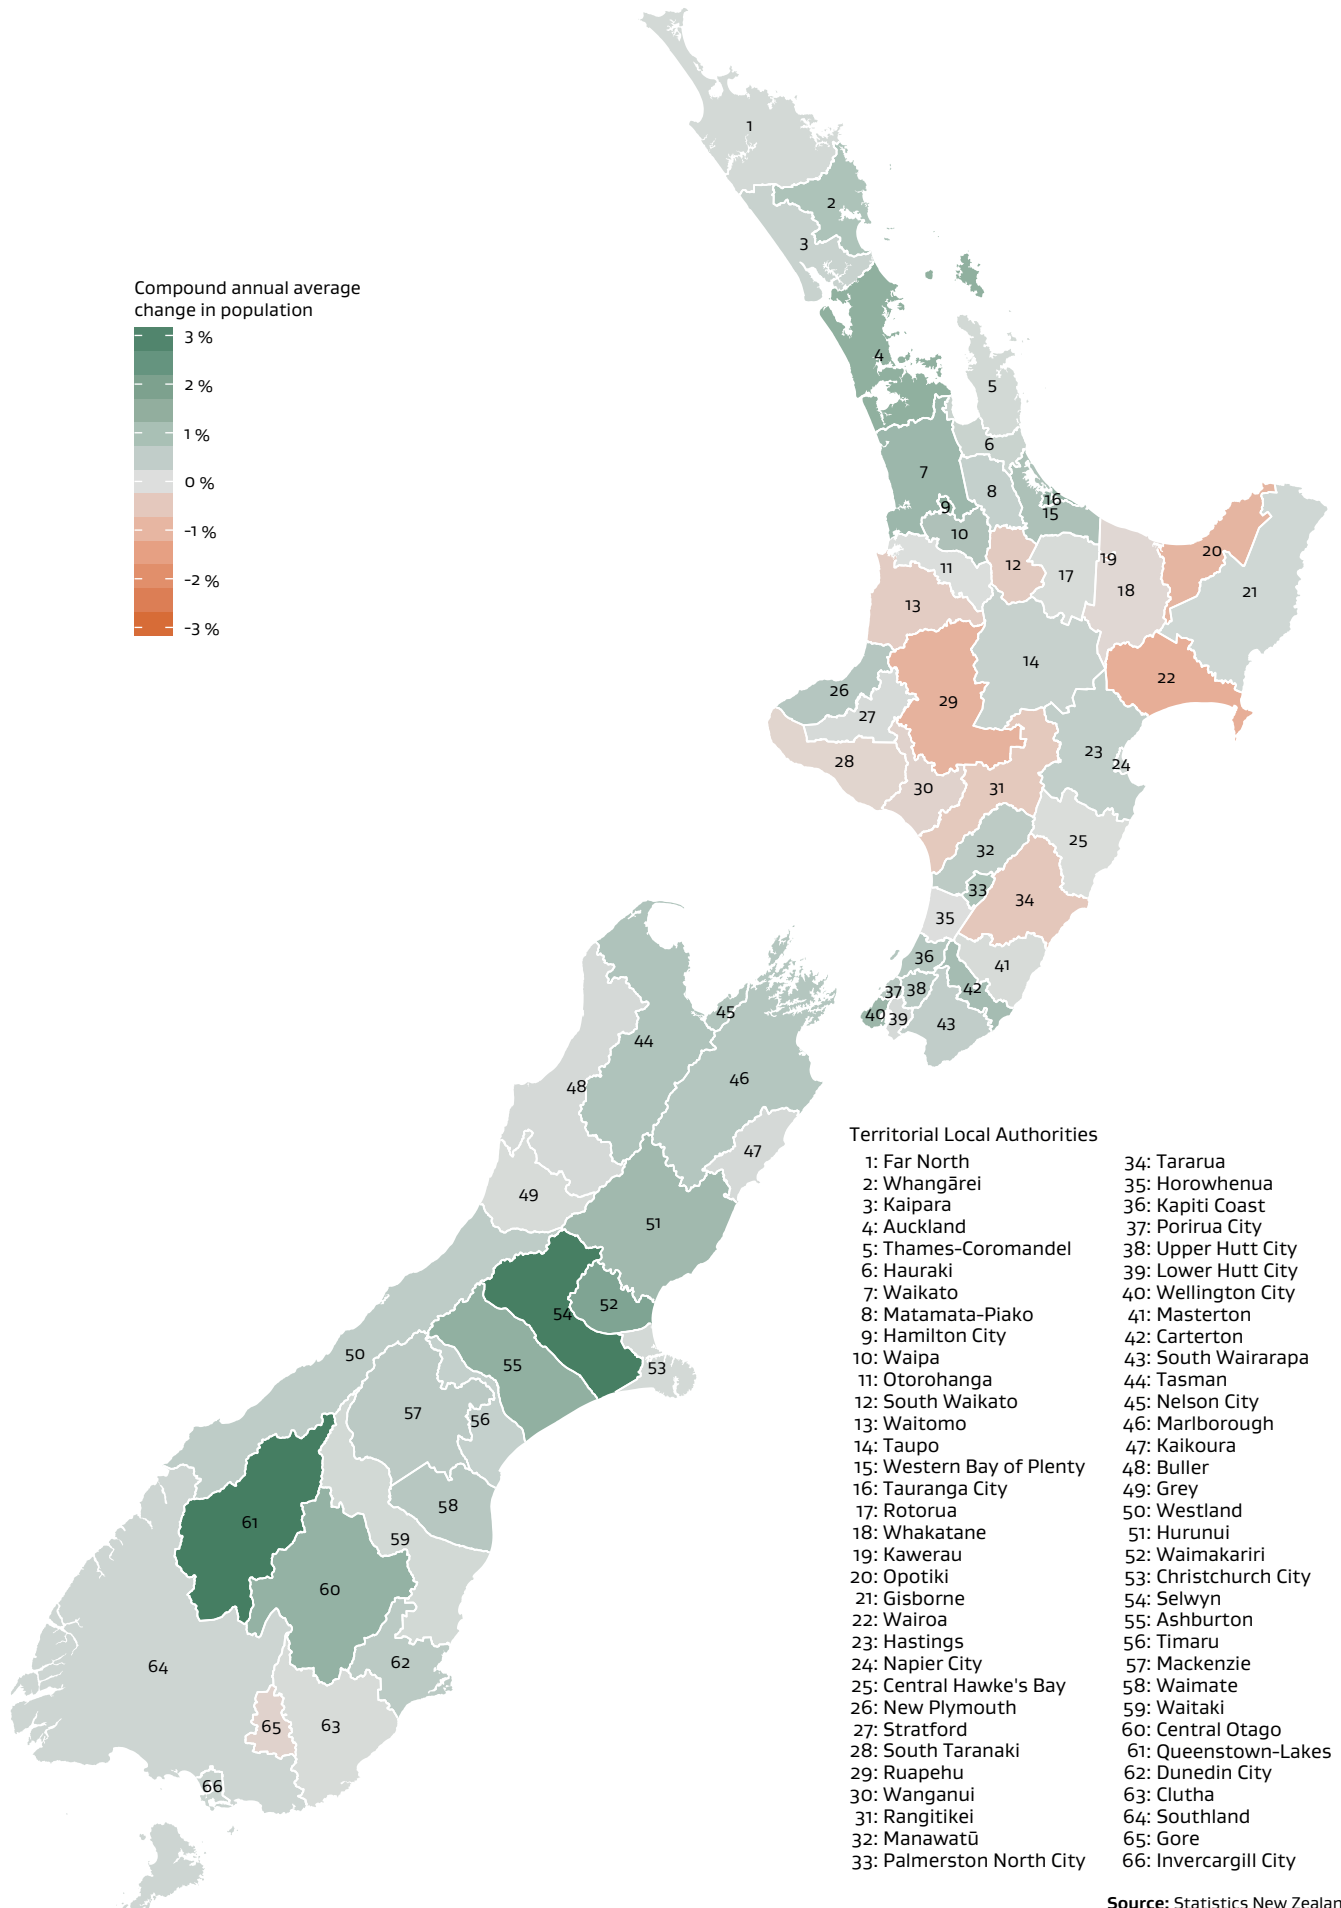 Compound annual average
change in population
3 %
2 %
1 %
0 %
-1 %
-2 %
-3 %
1
2
3
4
5
6
7
8
9
10
11
12
13
14
15
16
17
18
19
20
21
22
23
24
25
26
27
28
29
30
31
32
33
34
35
36
37
38
39
40
41
42
43
44
45
46
47
48
49
50
51
52
53
54
55
56
57
58
59
60
61
62
63
64
65
66
Territorial Local Authorities
1: Far North
2: Whangārei
3: Kaipara
4: Auckland
5: Thames-Coromandel
6: Hauraki
7: Waikato
8: Matamata-Piako
9: Hamilton City
10: Waipa
11: Otorohanga
12: South Waikato
13: Waitomo
14: Taupo
15: Western Bay of Plenty
16: Tauranga City
17: Rotorua
18: Whakatane
19: Kawerau
20: Opotiki
21: Gisborne
22: Wairoa
23: Hastings
24: Napier City
25: Central Hawke's Bay
26: New Plymouth
27: Stratford
28: South Taranaki
29: Ruapehu
30: Wanganui
31: Rangitikei
32: Manawatū
33: Palmerston North City
34: Tararua
35: Horowhenua
36: Kapiti Coast
37: Porirua City
38: Upper Hutt City
39: Lower Hutt City
40: Wellington City
41: Masterton
42: Carterton
43: South Wairarapa
44: Tasman
45: Nelson City
46: Marlborough
47: Kaikoura
48: Buller
49: Grey
50: Westland
51: Hurunui
52: Waimakariri
53: Christchurch City
54: Selwyn
55: Ashburton
56: Timaru
57: Mackenzie
58: Waimate
59: Waitaki
60: Central Otago
61: Queenstown-Lakes
62: Dunedin City
63: Clutha
64: Southland
65: Gore
66: Invercargill City
Source: Statistics New Zealan